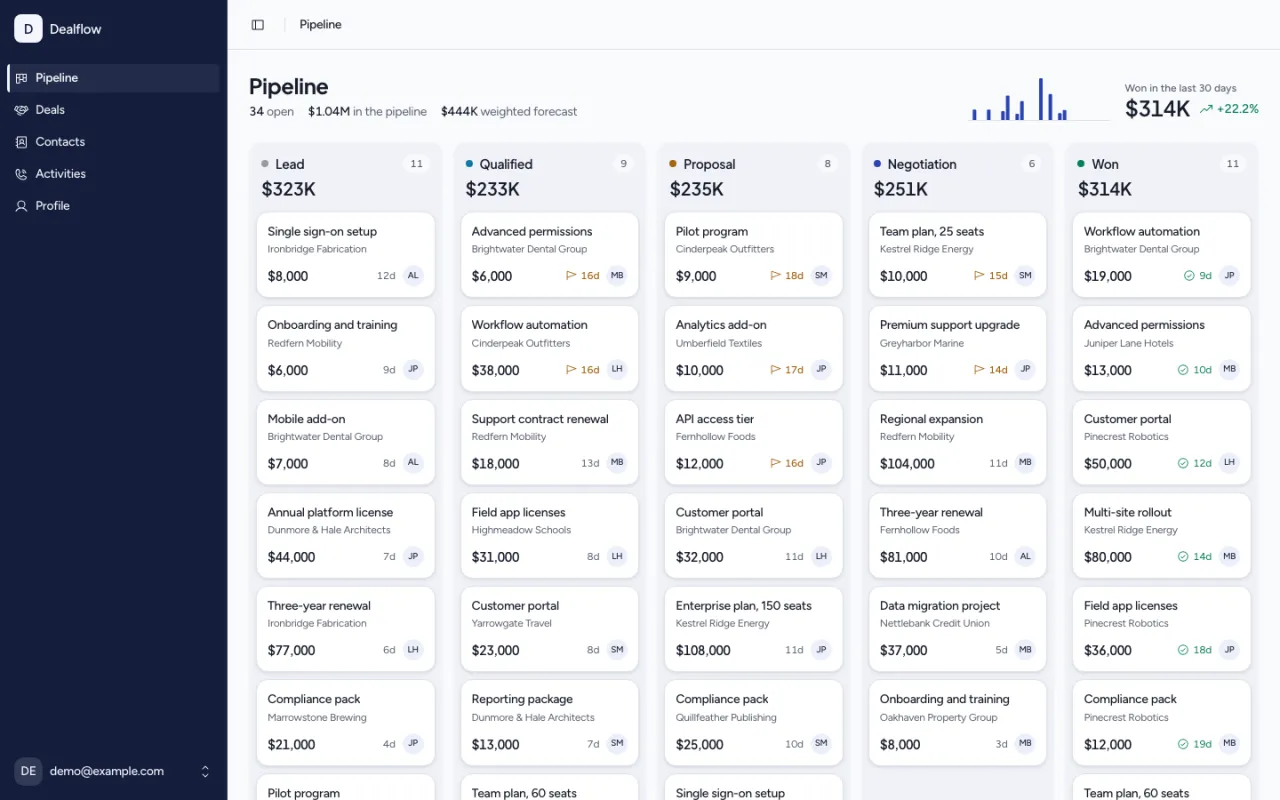 D Dealflow
Pipeline
Deals
Contacts
Activities
Profile
DE demo@example.com
Pipeline
Pipeline
34 open $1.04M in the pipeline $444K weighted forecast
Won in the last 30 days
$314K +22.2%
Lead 11
$323K
Single sign-on setup
Ironbridge Fabrication
$8,000 12d AL
Onboarding and training
Redfern Mobility
$6,000 9d JP
Mobile add-on
Brightwater Dental Group
$7,000 8d AL
Annual platform license
Dunmore & Hale Architects
$44,000 7d JP
Three-year renewal
Ironbridge Fabrication
$77,000 6d LH
Compliance pack
Marrowstone Brewing
$21,000 4d JP
Pilot program
Qualified 9
$233K
Advanced permissions
Brightwater Dental Group
$6,000 16d MB
Workflow automation
Cinderpeak Outfitters
$38,000 16d LH
Support contract renewal
Redfern Mobility
$18,000 13d MB
Field app licenses
Highmeadow Schools
$31,000 8d LH
Customer portal
Yarrowgate Travel
$23,000 8d SM
Reporting package
Dunmore & Hale Architects
$13,000 7d SM
Team plan, 60 seats
Proposal 8
$235K
Pilot program
Cinderpeak Outfitters
$9,000 18d SM
Analytics add-on
Umberfield Textiles
$10,000 17d JP
API access tier
Fernhollow Foods
$12,000 16d JP
Customer portal
Brightwater Dental Group
$32,000 11d LH
Enterprise plan, 150 seats
Kestrel Ridge Energy
$108,000 11d JP
Compliance pack
Quillfeather Publishing
$25,000 10d SM
Single sign-on setup
Negotiation 6
$251K
Team plan, 25 seats
Kestrel Ridge Energy
$10,000 15d SM
Premium support upgrade
Greyharbor Marine
$11,000 14d JP
Regional expansion
Redfern Mobility
$104,000 11d MB
Three-year renewal
Fernhollow Foods
$81,000 10d AL
Data migration project
Nettlebank Credit Union
$37,000 5d MB
Onboarding and training
Oakhaven Property Group
$8,000 3d MB
Won 11
$314K
Workflow automation
Brightwater Dental Group
$19,000 9d JP
Advanced permissions
Juniper Lane Hotels
$13,000 10d MB
Customer portal
Pinecrest Robotics
$50,000 12d LH
Multi-site rollout
Kestrel Ridge Energy
$80,000 14d MB
Field app licenses
Pinecrest Robotics
$36,000 18d JP
Compliance pack
Pinecrest Robotics
$12,000 19d MB
Team plan, 60 seats